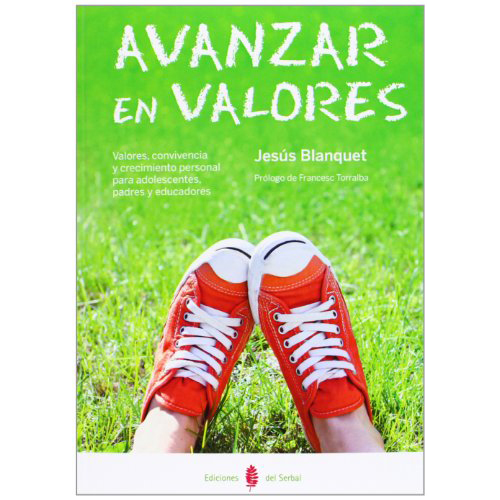 AVANZAR
EN VALORES
Valores, convivencia
y crecimiento personal
para adolescentes,
padres y educadores
Jesús Blanquet
Prólogo de Francesc Torralba
Ediciones del Serbal